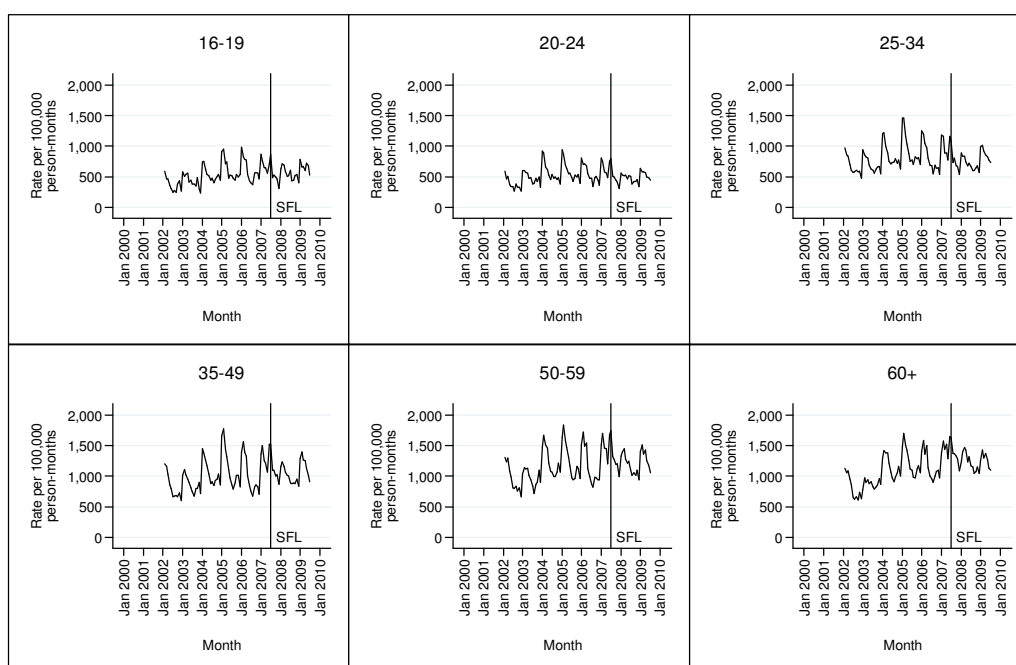 16-19
Rate per 100,000
person-months
2,000
1,500
1,000
500
0
SFL
Jan 2000
Jan 2001
Jan 2002
Jan 2003
Jan 2004
Jan 2005
Jan 2006
Jan 2007
Jan 2008
Jan 2009
Jan 2010
Month
20-24
Rate per 100,000
person-months
2,000
1,500
1,000
500
0
SFL
Jan 2000
Jan 2001
Jan 2002
Jan 2003
Jan 2004
Jan 2005
Jan 2006
Jan 2007
Jan 2008
Jan 2009
Jan 2010
Month
25-34
Rate per 100,000
person-months
2,000
1,500
1,000
500
0
SFL
Jan 2000
Jan 2001
Jan 2002
Jan 2003
Jan 2004
Jan 2005
Jan 2006
Jan 2007
Jan 2008
Jan 2009
Jan 2010
Month
35-49
Rate per 100,000
person-months
2,000
1,500
1,000
500
0
SFL
Jan 2000
Jan 2001
Jan 2002
Jan 2003
Jan 2004
Jan 2005
Jan 2006
Jan 2007
Jan 2008
Jan 2009
Jan 2010
Month
50-59
Rate per 100,000
person-months
2,000
1,500
1,000
500
0
SFL
Jan 2000
Jan 2001
Jan 2002
Jan 2003
Jan 2004
Jan 2005
Jan 2006
Jan 2007
Jan 2008
Jan 2009
Jan 2010
Month
60+
Rate per 100,000
person-months
2,000
1,500
1,000
500
0
SFL
Jan 2000
Jan 2001
Jan 2002
Jan 2003
Jan 2004
Jan 2005
Jan 2006
Jan 2007
Jan 2008
Jan 2009
Jan 2010
Month